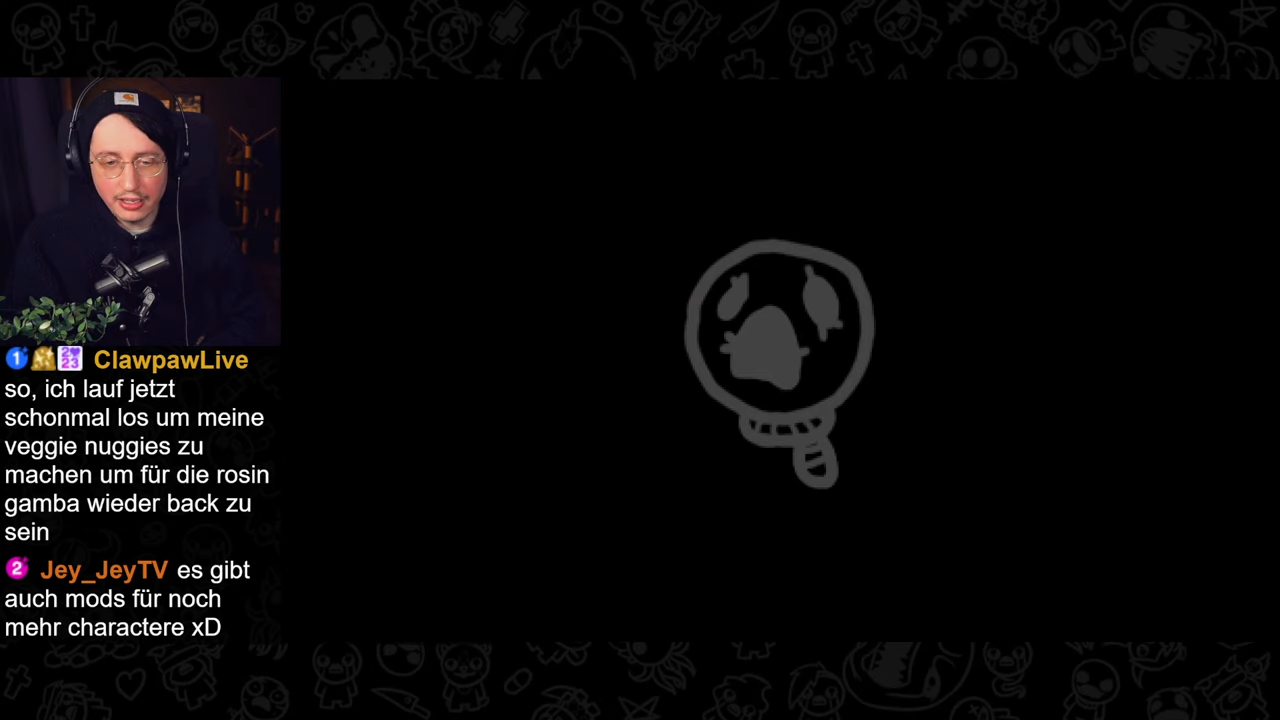 ClawpawLive
so, ich lauf jetzt
schonmal los um meine
veggie nuggies zu
machen um für die rosin
gamba wieder back zu
sein
Jey_JeyTV es gibt
auch mods für noch
mehr charactere xD